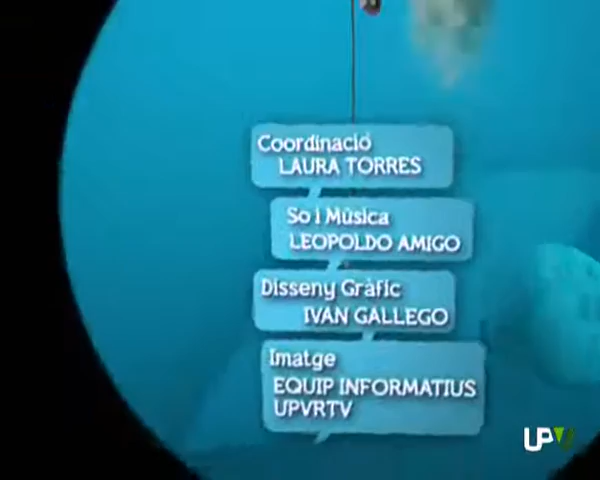 Coordinació
LAURA TORRES
So i Música
LEOPOLDO AMIGO
Disseny Gràfic
IVAN GALLEGO
Imatge
EQUIP INFORMATIUS
UPVRTV
UPV